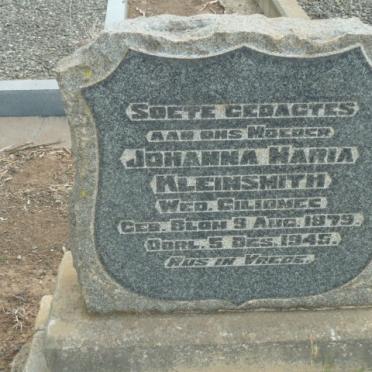 SOETE GEDAGTES
AAN ONS MOEDER
JOHANNA MARIA
KLEINSMITH
WED. GILIOMEE
GEB. BLOM 9 AUG. 1879.
OORL. 5 DES. 1945.
RUS IN VREDE.